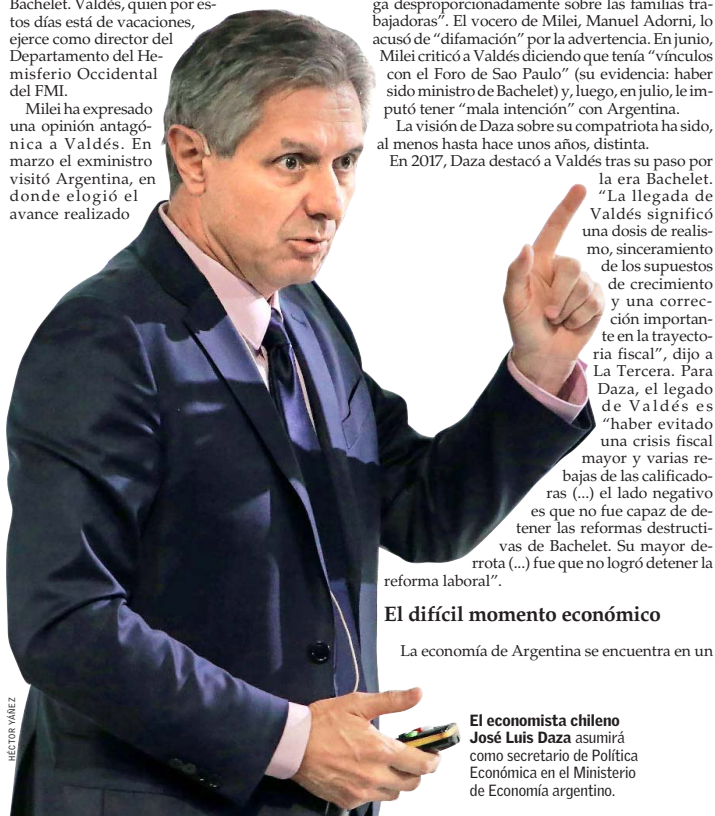 Bachelet. Valdés, quien por es-
tos días está de vacaciones,
ejerce como director del
Departamento del He-
misferio Occidental
del FMI.
Milei ha expresado
una opinión antagó-
nica a Valdés. En
marzo el exministro
visitó Argentina, en
donde elogió el
avance realizado
ga desproporcionadamente sobre las familias tra-
bajadoras”. El vocero de Milei, Manuel Adorni, lo
acusó de “difamación” por la advertencia. En junio,
Milei criticó a Valdés diciendo que tenía “vínculos
con el Foro de Sao Paulo” (su evidencia: haber
sido ministro de Bachelet) y, luego, en julio, le im-
putó tener “mala intención” con Argentina.
La visión de Daza sobre su compatriota ha sido,
al menos hasta hace unos años, distinta.
En 2017, Daza destacó a Valdés tras su paso por
la era Bachelet.
“La llegada de
Valdés significó
una dosis de realis-
mo, sinceramiento
de los supuestos
de crecimiento
y una correc-
ción importan-
te en la trayecto-
ria fiscal”, dijo a
La Tercera. Para
Daza, el legado
de Valdés es
“haber evitado
una crisis fiscal
mayor y varias re-
bajas de las calificado-
ras (...) el lado negativo
es que no fue capaz de de-
tener las reformas destructi-
vas de Bachelet. Su mayor de-
rrota (...) fue que no logró detener la
reforma laboral”.
El difícil momento económico
La economía de Argentina se encuentra en un
HÉCTOR YÁÑEZ
El economista chileno
José Luis Daza asumirá
como secretario de Política
Económica en el Ministerio
de Economía argentino.